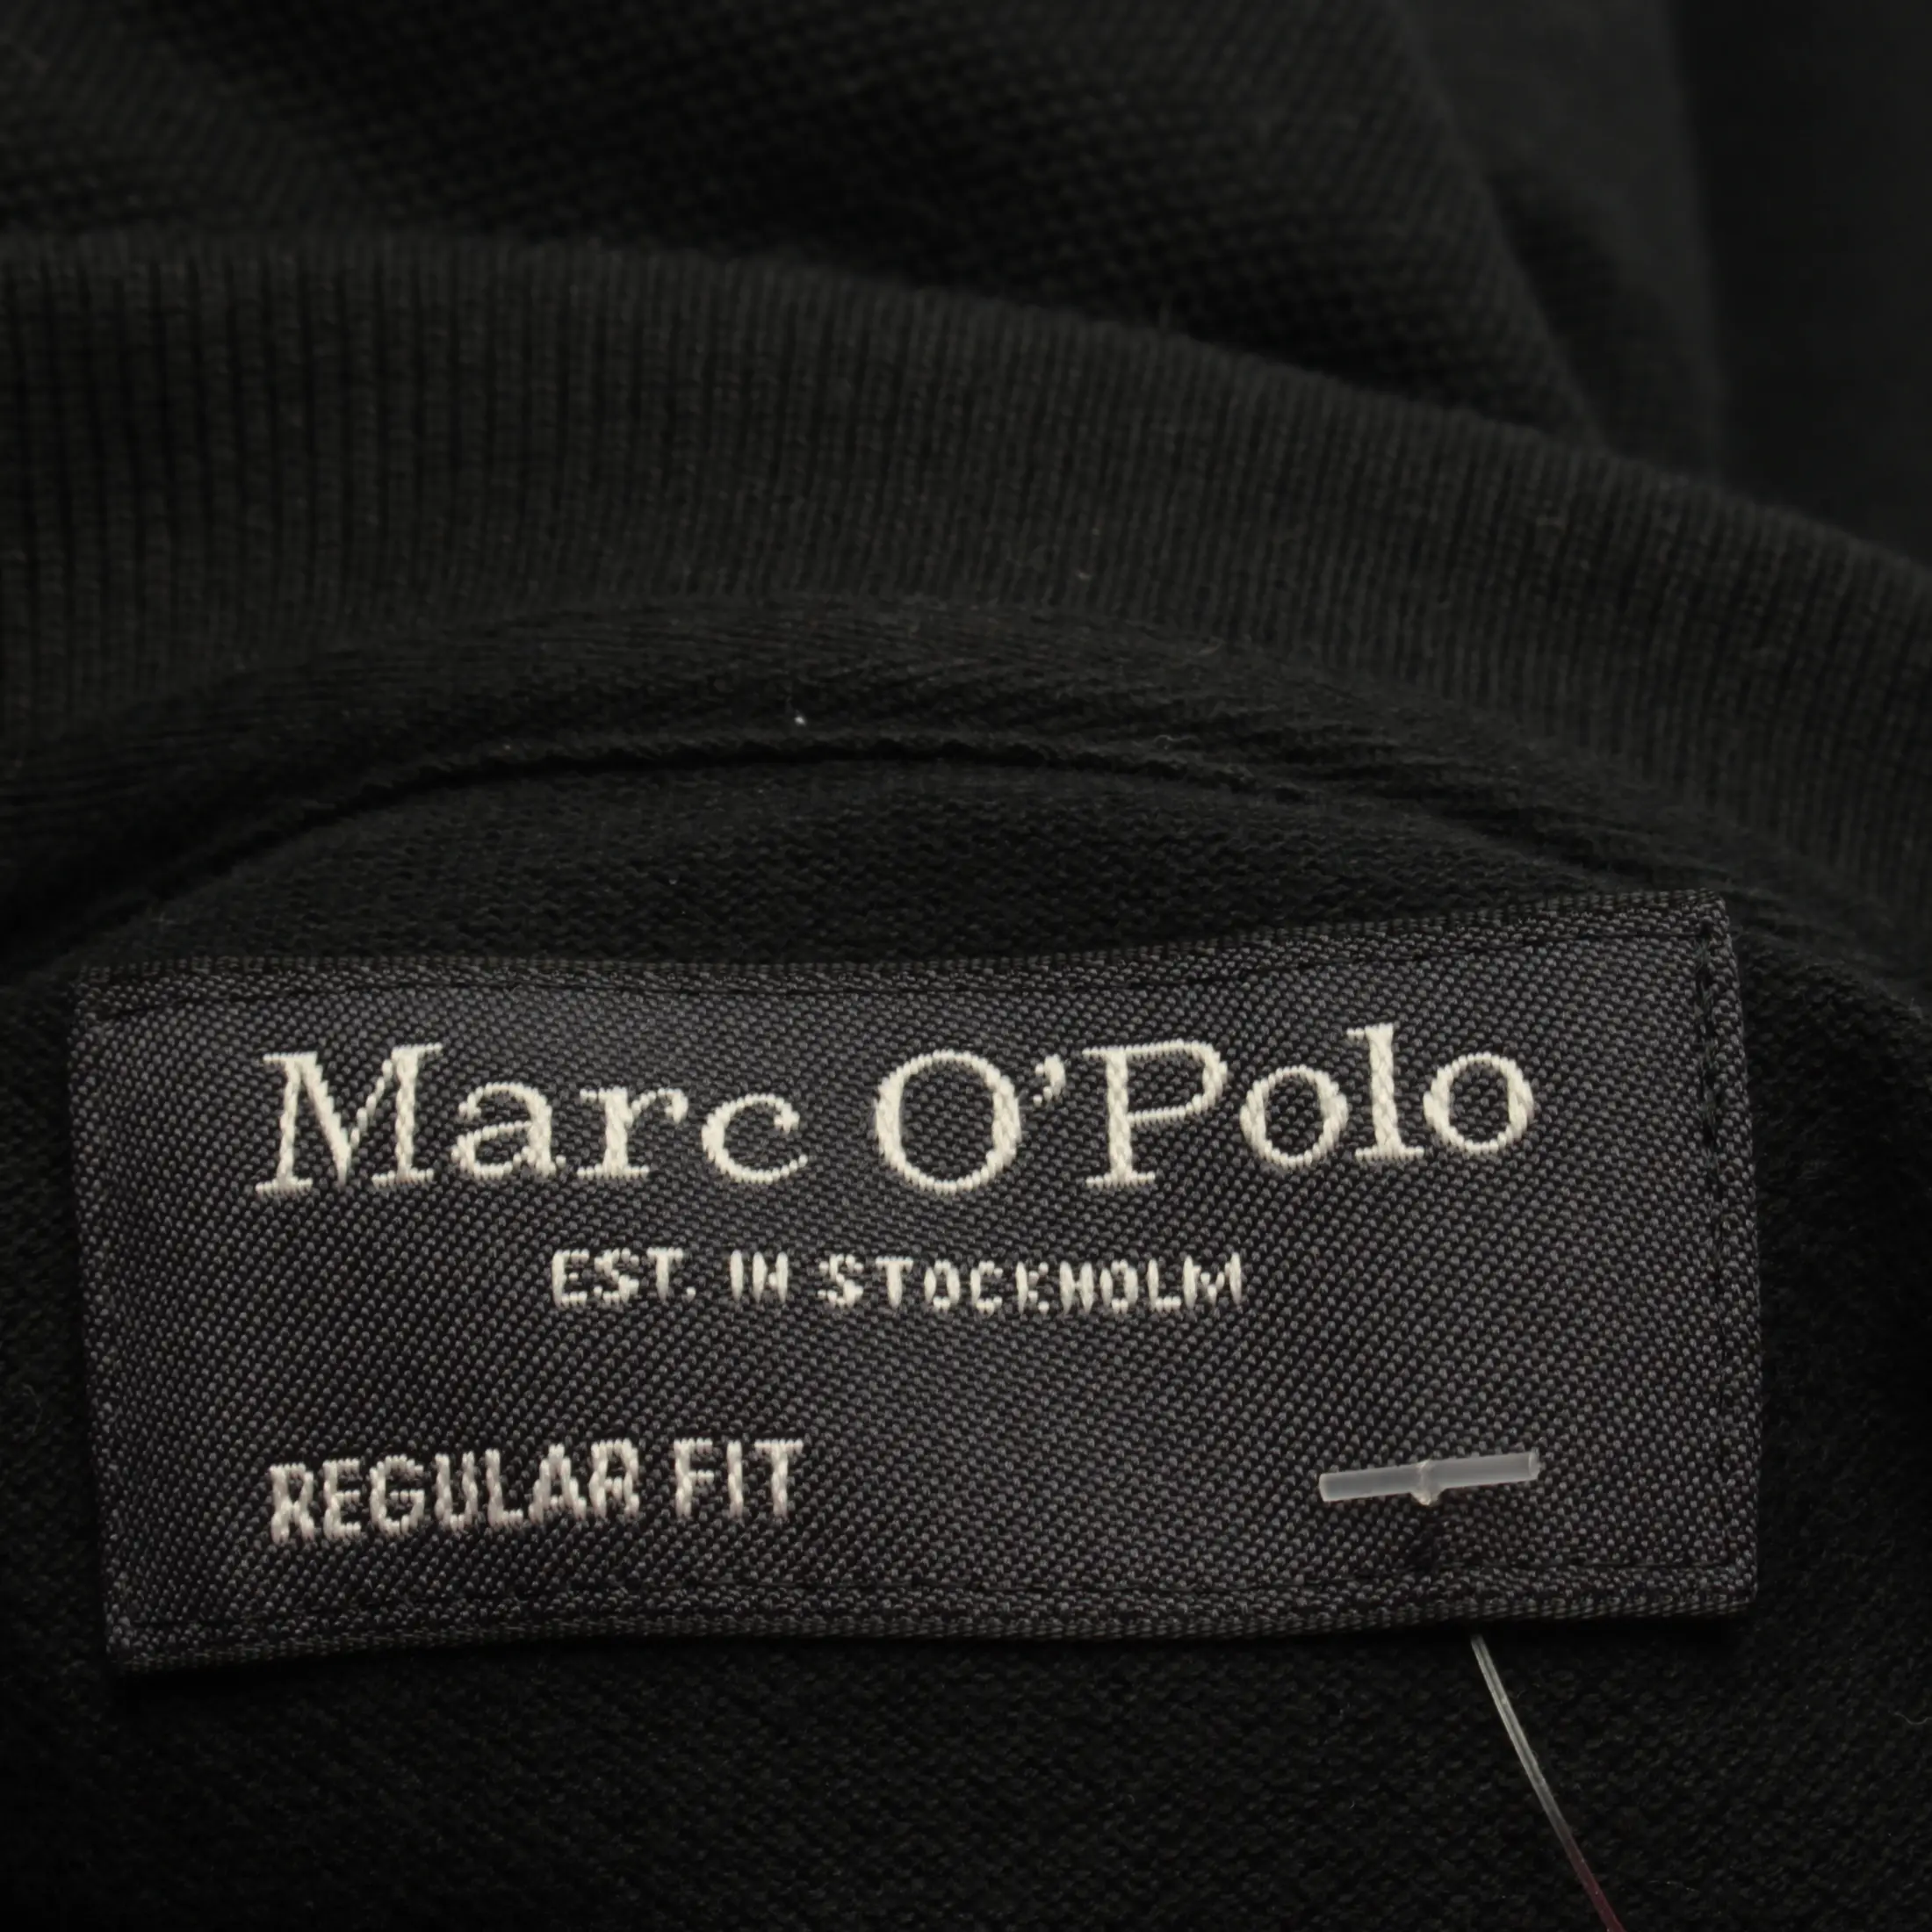 Marc O'Polo
EST. IN STOCKHOLM
REGULAR FIT